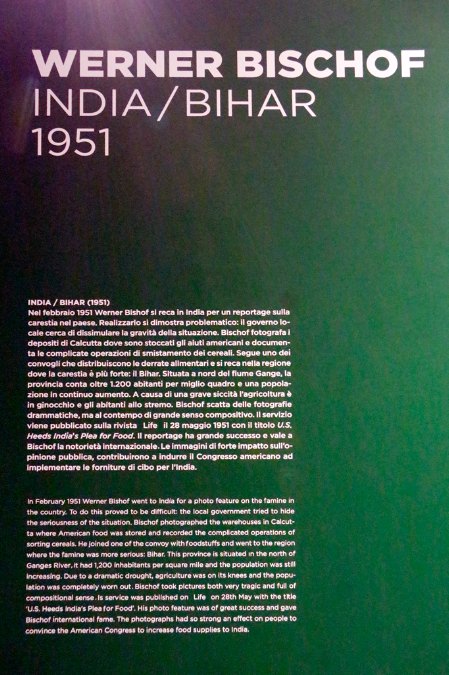 WERNER BISCHOF
INDIA/BIHAR
1951
INDIA / BIHAR (1951)
Nel febbraio 1951 Werner Bishof si reca in India per un reportage sulla
carestia nel paese. Realizzarlo si dimostra problematico: il governo lo-
cale cerca di dissimulare la gravità della situazione. Bischof fotografa i
depositi di Calcutta dove sono stoccati gli aiuti americani e documen-
ta le complicate operazioni di smistamento dei cereali. Segue uno dei
convogli che distribuiscono le derrate alimentari e si reca nella regione
dove la carestia è più forte: il Bihar. Situata a nord del fiume Gange, la
provincia conta oltre 1.200 abitanti per miglio quadro e una popola-
zione in continuo aumento. A causa di una grave siccità l'agricoltura è
in ginocchio e gli abitanti allo stremo. Bischof scatta delle fotografie
drammatiche, ma al contempo di grande senso compositivo. Il servizio
viene pubblicato sulla rivista Life il 28 maggio 1951 con il titolo U.S.
Heeds India's Plea for Food. Il reportage ha grande successo e vale a
Bischof la notorietà internazionale. Le immagini di forte impatto sull'o-
pinione pubblica, contribuirono a indurre il Congresso americano ad
implementare le forniture di cibo per l'India.
In February 1951 Werner Bishof went to India for a photo feature on the famine in
the country. To do this proved to be difficult: the local government tried to hide
the seriousness of the situation. Bischof photographed the warehouses in Calcut-
ta where American food was stored and recorded the complicated operations of
sorting cereals. He joined one of the convoy with foodstuffs and went to the region
where the famine was more serious: Bihar. This province is situated in the north of
Ganges River, it had 1,200 inhabitants per square mile and the population was still
increasing. Due to a dramatic drought, agriculture was on its knees and the popu-
lation was completely worn out. Bischof took pictures both very tragic and full of
compositional sense. Is service was published on Life on 28th May with the title
'U.S. Heeds India's Plea for Food'. His photo feature was of great success and gave
Bischof international fame. The photographs had so strong an effect on people to
convince the American Congress to increase food supplies to India.